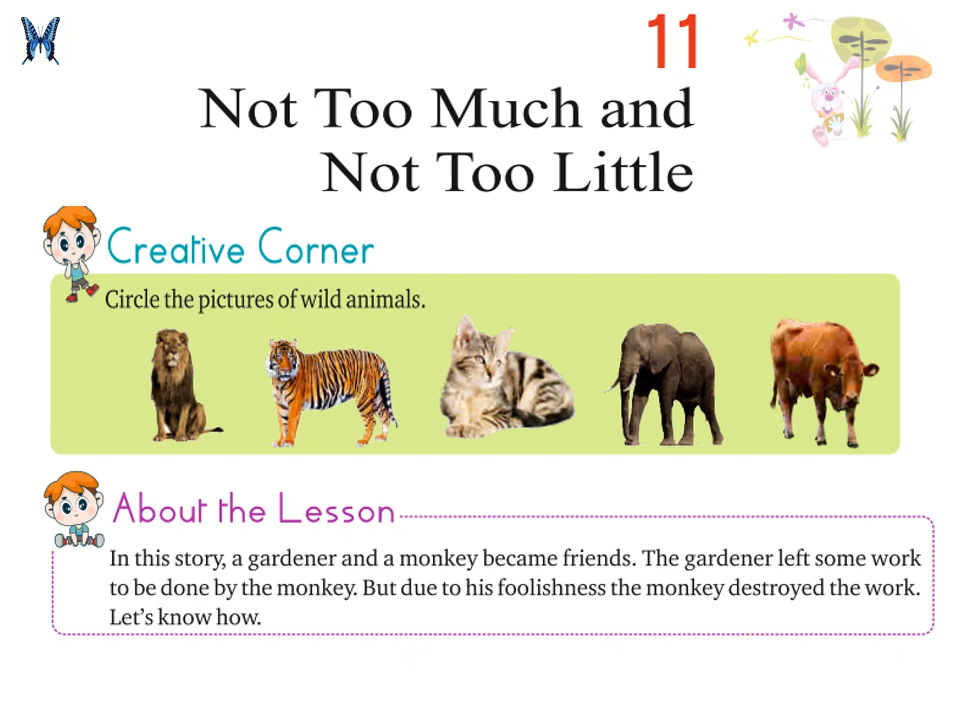 11
Not Too Much and
Not Too Little
Creative Corner
Circle the pictures of wild animals.
About the Lesson
In this story, a gardener and a monkey became friends. The gardener left some work
to be done by the monkey. But due to his foolishness the monkey destroyed the work.
Let’s know how.